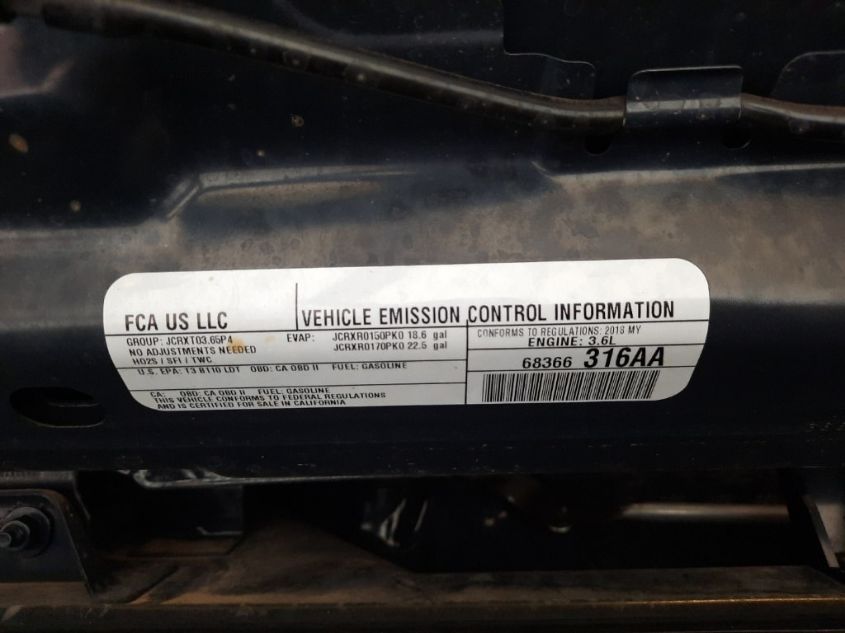 FCA US LLC
VEHICLE EMISSION CONTROL INFORMATION
GROUP: JCRXT03.65P4
NO ADJUSTMENTS NEEDED
HO2S / SFI / TWC
EVAP: JCRXR0150PK0 18.6 gal
JCRXR0170PK0 22.5 gal
CONFORMS TO REGULATIONS: 2018 MY
ENGINE: 3.6L
68366 316AA
U.S. EPA: T3 B110 LDT OBD: CA OBD II FUEL: GASOLINE
CA: OBD: CA OBD II FUEL: GASOLINE
THIS VEHICLE CONFORMS TO FEDERAL REGULATIONS
AND IS CERTIFIED FOR SALE IN CALIFORNIA